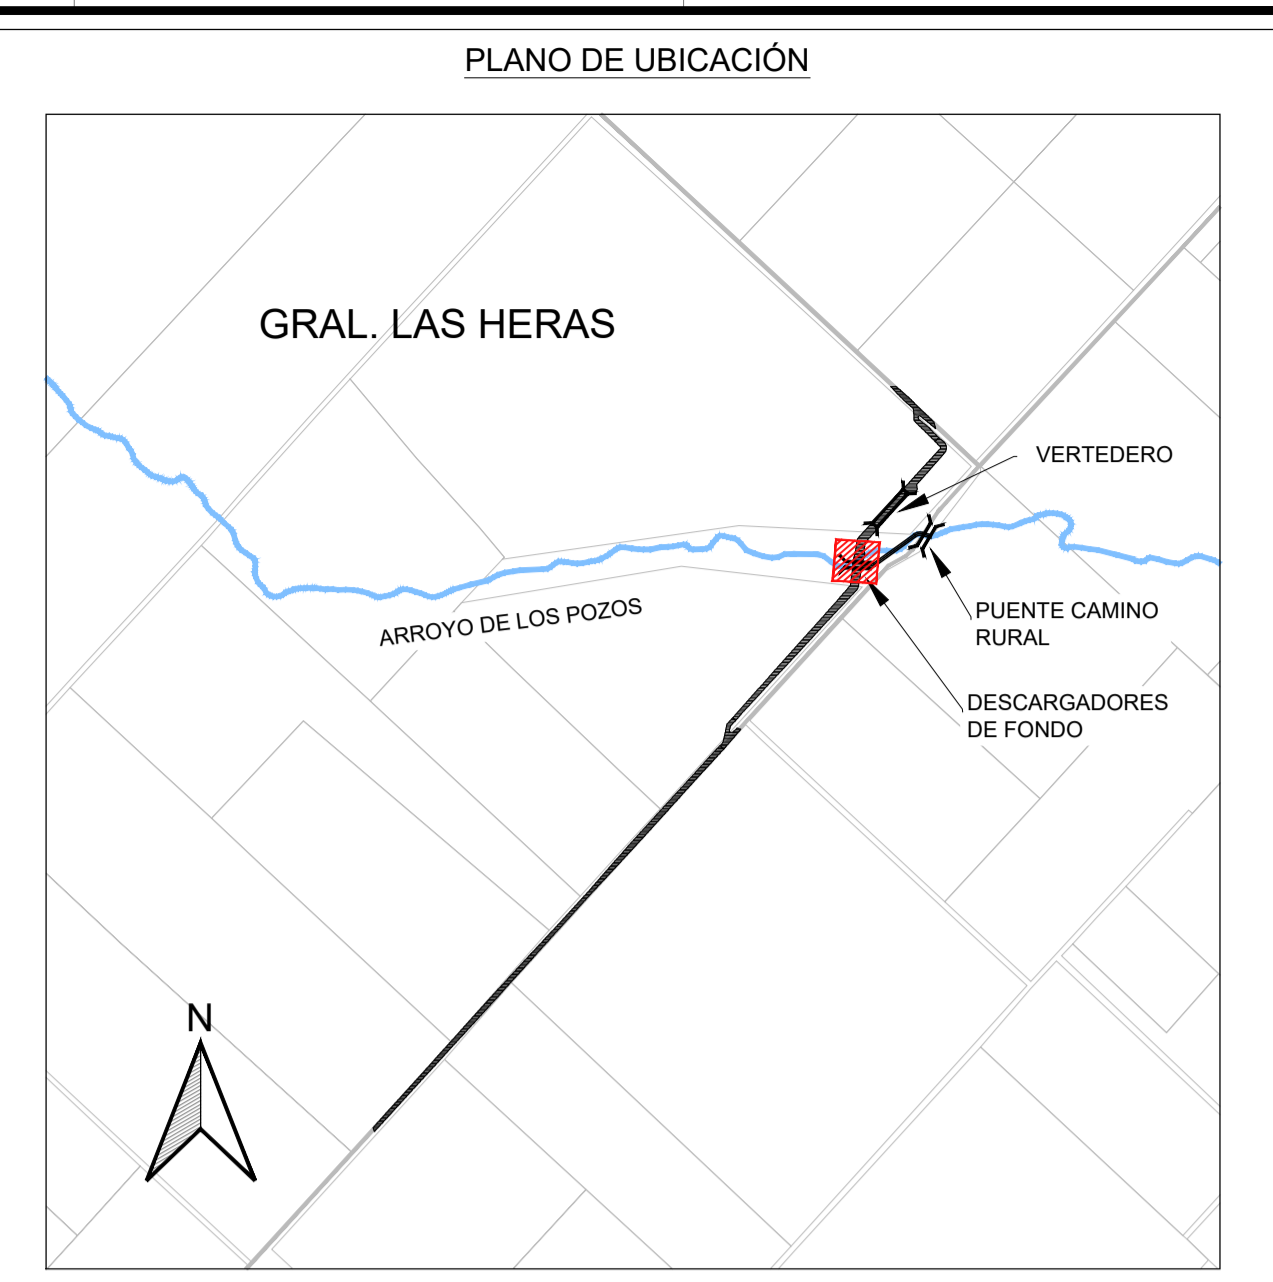 PLANO DE UBICACIÓN
GRAL. LAS HERAS
VERTEDERO
ARROYO DE LOS POZOS
PUENTE CAMINO
RURAL
DESCARGADORES
DE FONDO
N